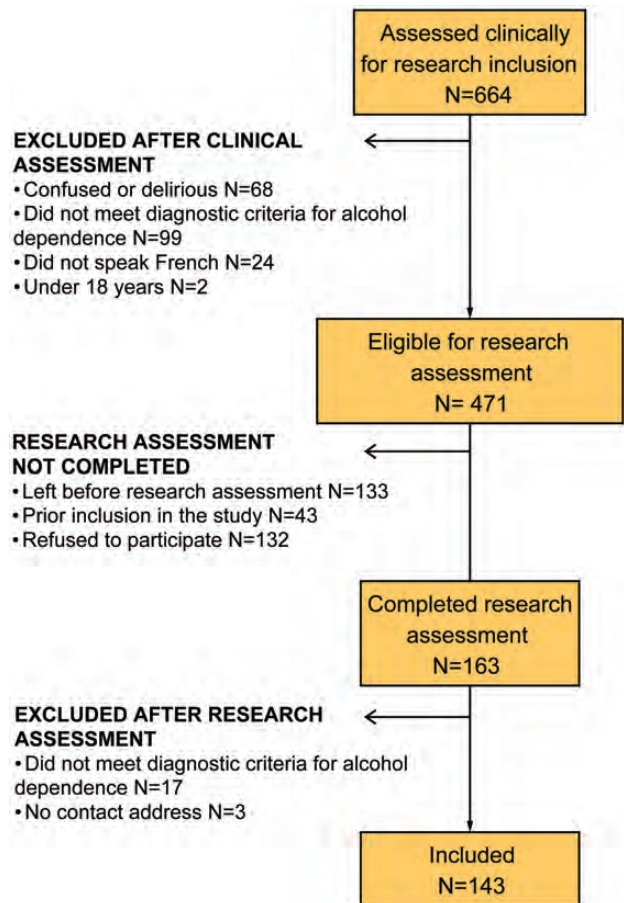 Assessed clinically
for research inclusion
N=664
EXCLUDED AFTER CLINICAL
ASSESSMENT
•Confused or delirious N=68
•Did not meet diagnostic criteria for alcohol
dependence N=99
•Did not speak French N=24
•Under 18 years N=2
Eligible for research
assessment
N= 471
RESEARCH ASSESSMENT
NOT COMPLETED
•Left before research assessment N=133
•Prior inclusion in the study N=43
•Refused to participate N=132
Completed research
assessment
N=163
EXCLUDED AFTER RESEARCH
ASSESSMENT
•Did not meet diagnostic criteria for alcohol
dependence N=17
•No contact address N=3
Included
N=143